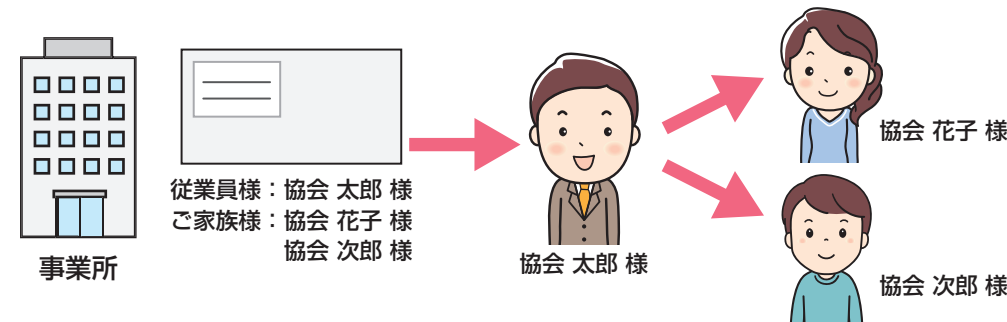 事業所
従業員様：協会 太郎 様
ご家族様：協会 花子 様
協会 次郎 様
協会 太郎 様
協会 花子 様
協会 次郎 様